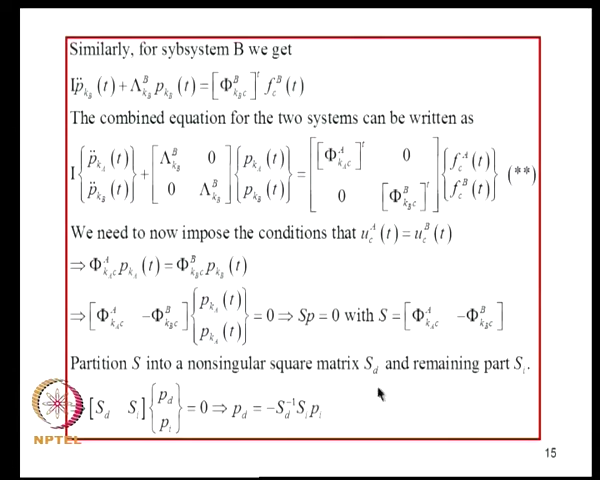 Similarly, for sybsystem B we get
Ip̈_{k_B}(t) + Λ^B_{k_B} p_{k_B}(t) = [Φ^B_{k_B c}]^t f^B_c(t)
The combined equation for the two systems can be written as
I {p̈_{k_A}(t); p̈_{k_B}(t)} + [Λ^B_{k_B} 0; 0 Λ^B_{k_B}] {p_{k_A}(t); p_{k_B}(t)} = [[Φ^A_{k_A c}]^t 0; 0 [Φ^B_{k_B c}]^t] {f^A_c(t); f^B_c(t)} (**)
We need to now impose the conditions that u^A_c(t) = u^B_c(t)
⇒ Φ^A_{k_A c} p_{k_A}(t) = Φ^B_{k_B c} p_{k_B}(t)
⇒ [Φ^A_{k_A c} −Φ^B_{k_B c}] {p_{k_A}(t); p_{k_A}(t)} = 0 ⇒ Sp = 0 with S = [Φ^A_{k_A c} −Φ^B_{k_B c}]
Partition S into a nonsingular square matrix S_d and remaining part S_i.
[S_d S_i] {p_d; p_i} = 0 ⇒ p_d = −S_d^{-1} S_i p_i
NPTEL
15